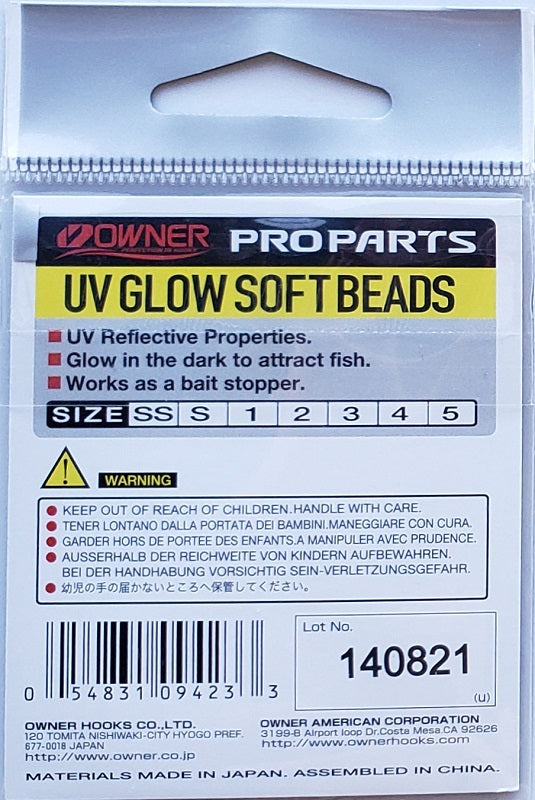 OWNER PRO PARTS
PERFECTION IN HOOKS
UV GLOW SOFT BEADS
UV Reflective Properties.
Glow in the dark to attract fish.
Works as a bait stopper.
SIZE SS S 1 2 3 4 5
WARNING
KEEP OUT OF REACH OF CHILDREN.HANDLE WITH CARE.
TENER LONTANO DALLA PORTATA DEI BAMBINI.MANEGGIARE CON CURA.
GARDER HORS DE PORTEE DES ENFANTS.A MANIPULER AVEC PRUDENCE.
AUSSERHALB DER REICHWEITE VON KINDERN AUFBEWAHREN.
BEI DER HANDHABUNG VORSICHTIG SEIN-VERLETZUNGSGEFAHR.
幼児の手の届かないところへ保管してください。
Lot No.
140821
(u)
0 54831 09423 3
OWNER HOOKS CO.,LTD.
120 TOMITA NISHIWAKI-CITY HYOGO PREF.
677-0018 JAPAN
http://www.owner.co.jp
OWNER AMERICAN CORPORATION
3199-B Airport loop Dr.Costa Mesa.CA 92626
http://www.ownerhooks.com
MATERIALS MADE IN JAPAN. ASSEMBLED IN CHINA.